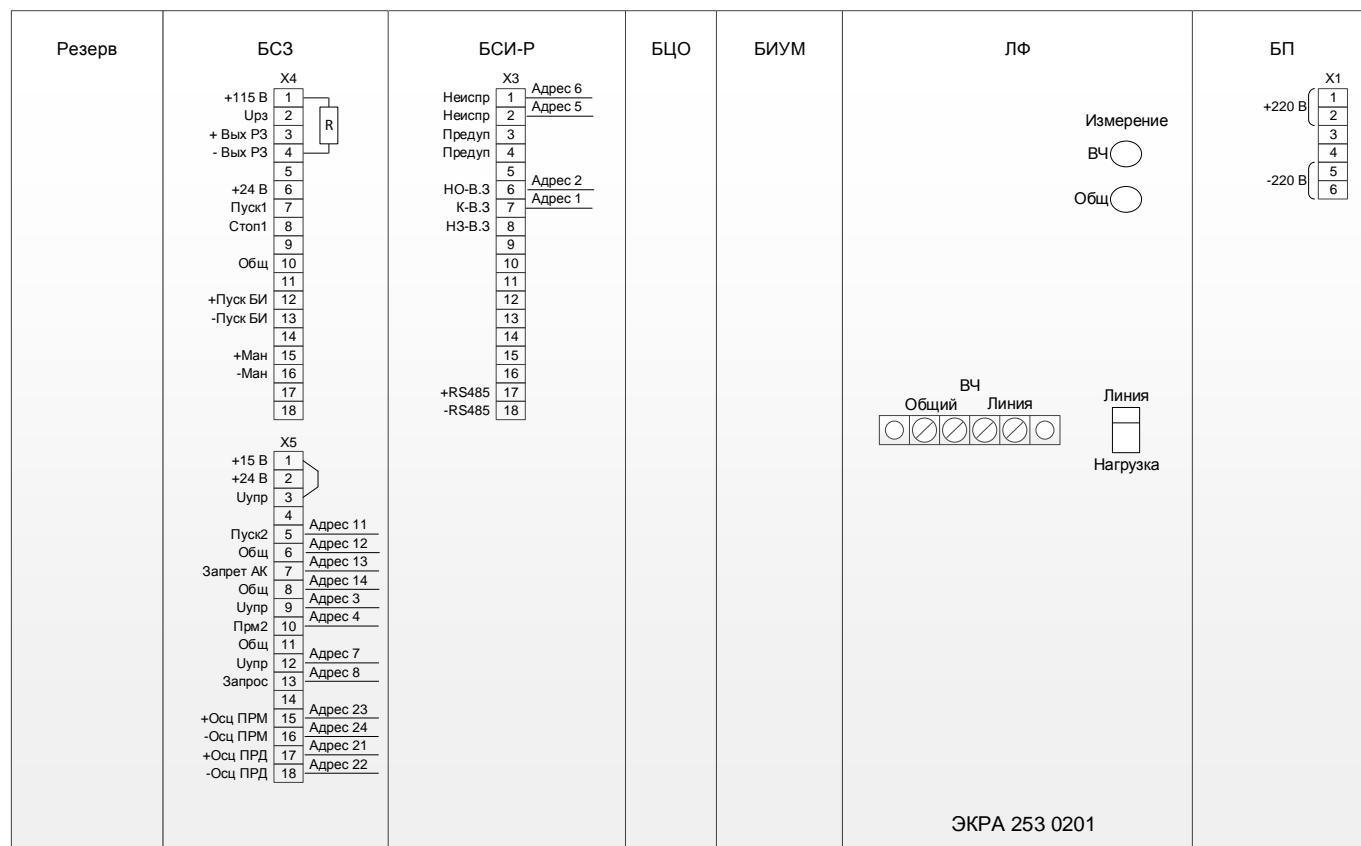 Резерв
БСЗ
БСИ-Р
БЦО
БИУМ
ЛФ
БП
X4
+115 В 1
Uрз 2
R
+ Вых РЗ 3
- Вых РЗ 4
5
+24 В 6
Пуск1 7
Стоп1 8
9
Общ 10
11
+Пуск БИ 12
-Пуск БИ 13
14
+Ман 15
-Ман 16
17
18
X5
+15 В 1
+24 В 2
Uупр 3
4
Пуск2 5 Адрес 11
Общ 6 Адрес 12
Запрет АК 7 Адрес 13
Общ 8 Адрес 14
Uупр 9 Адрес 3
Прм2 10 Адрес 4
Общ 11
Uупр 12 Адрес 7
Запрос 13 Адрес 8
14
+Осц ПРМ 15 Адрес 23
-Осц ПРМ 16 Адрес 24
+Осц ПРД 17 Адрес 21
-Осц ПРД 18 Адрес 22
X3
Неиспр 1 Адрес 6
Неиспр 2 Адрес 5
Предуп 3
Предуп 4
5
НО-В.З 6 Адрес 2
К-В.З 7 Адрес 1
НЗ-В.З 8
9
10
11
12
13
14
15
16
+RS485 17
-RS485 18
Измерение
ВЧ
Общ
ВЧ
Общий Линия
Линия
Нагрузка
ЭКРА 253 0201
X1
+220 В
1
2
3
4
-220 В
5
6